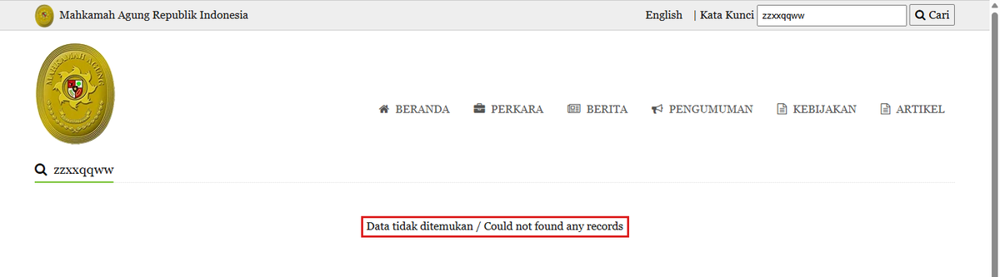 Mahkamah Agung Republik Indonesia
English | Kata Kunci zzxxqqww Cari
MAHKAMAH AGUNG
BERANDA PERKARA BERITA PENGUMUMAN KEBIJAKAN ARTIKEL
zzxxqqww
Data tidak ditemukan / Could not found any records